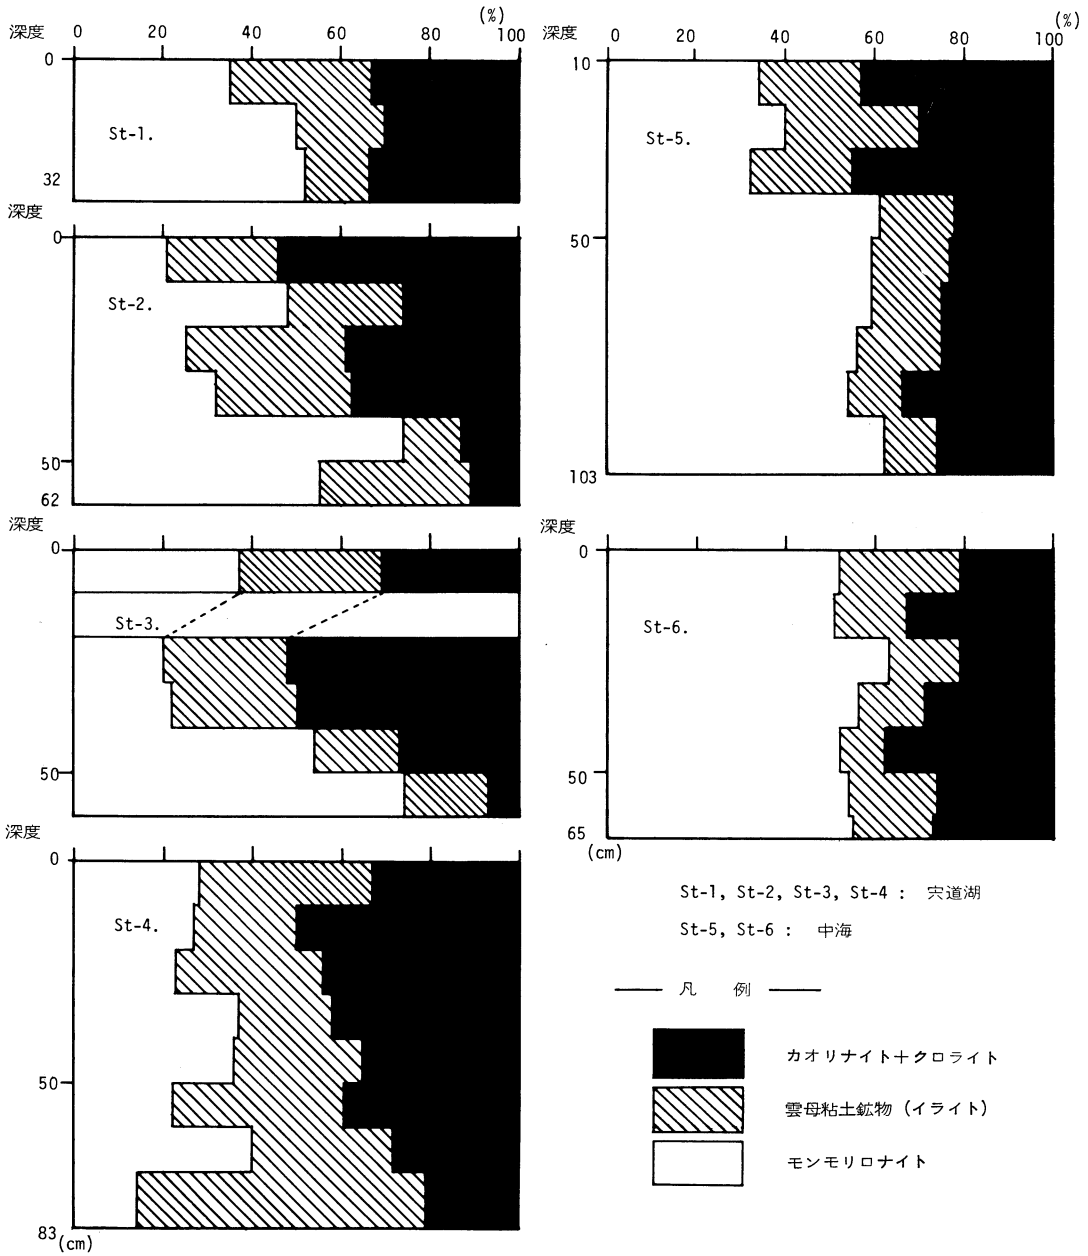 (%)
深度 0 20 40 60 80 100
0
St-1.
32
深度
0
St-2.
50
62
深度
0
St-3.
50
深度
0
St-4.
50
83
(cm)
(%)
深度 0 20 40 60 80 100
10
St-5.
50
103
深度
0
St-6.
50
65
(cm)
St-1, St-2, St-3, St-4 : 宍道湖
St-5, St-6 : 中海
凡 例
カオリナイト+クロライト
雲母粘土鉱物 (イライト)
モンモリロナイト